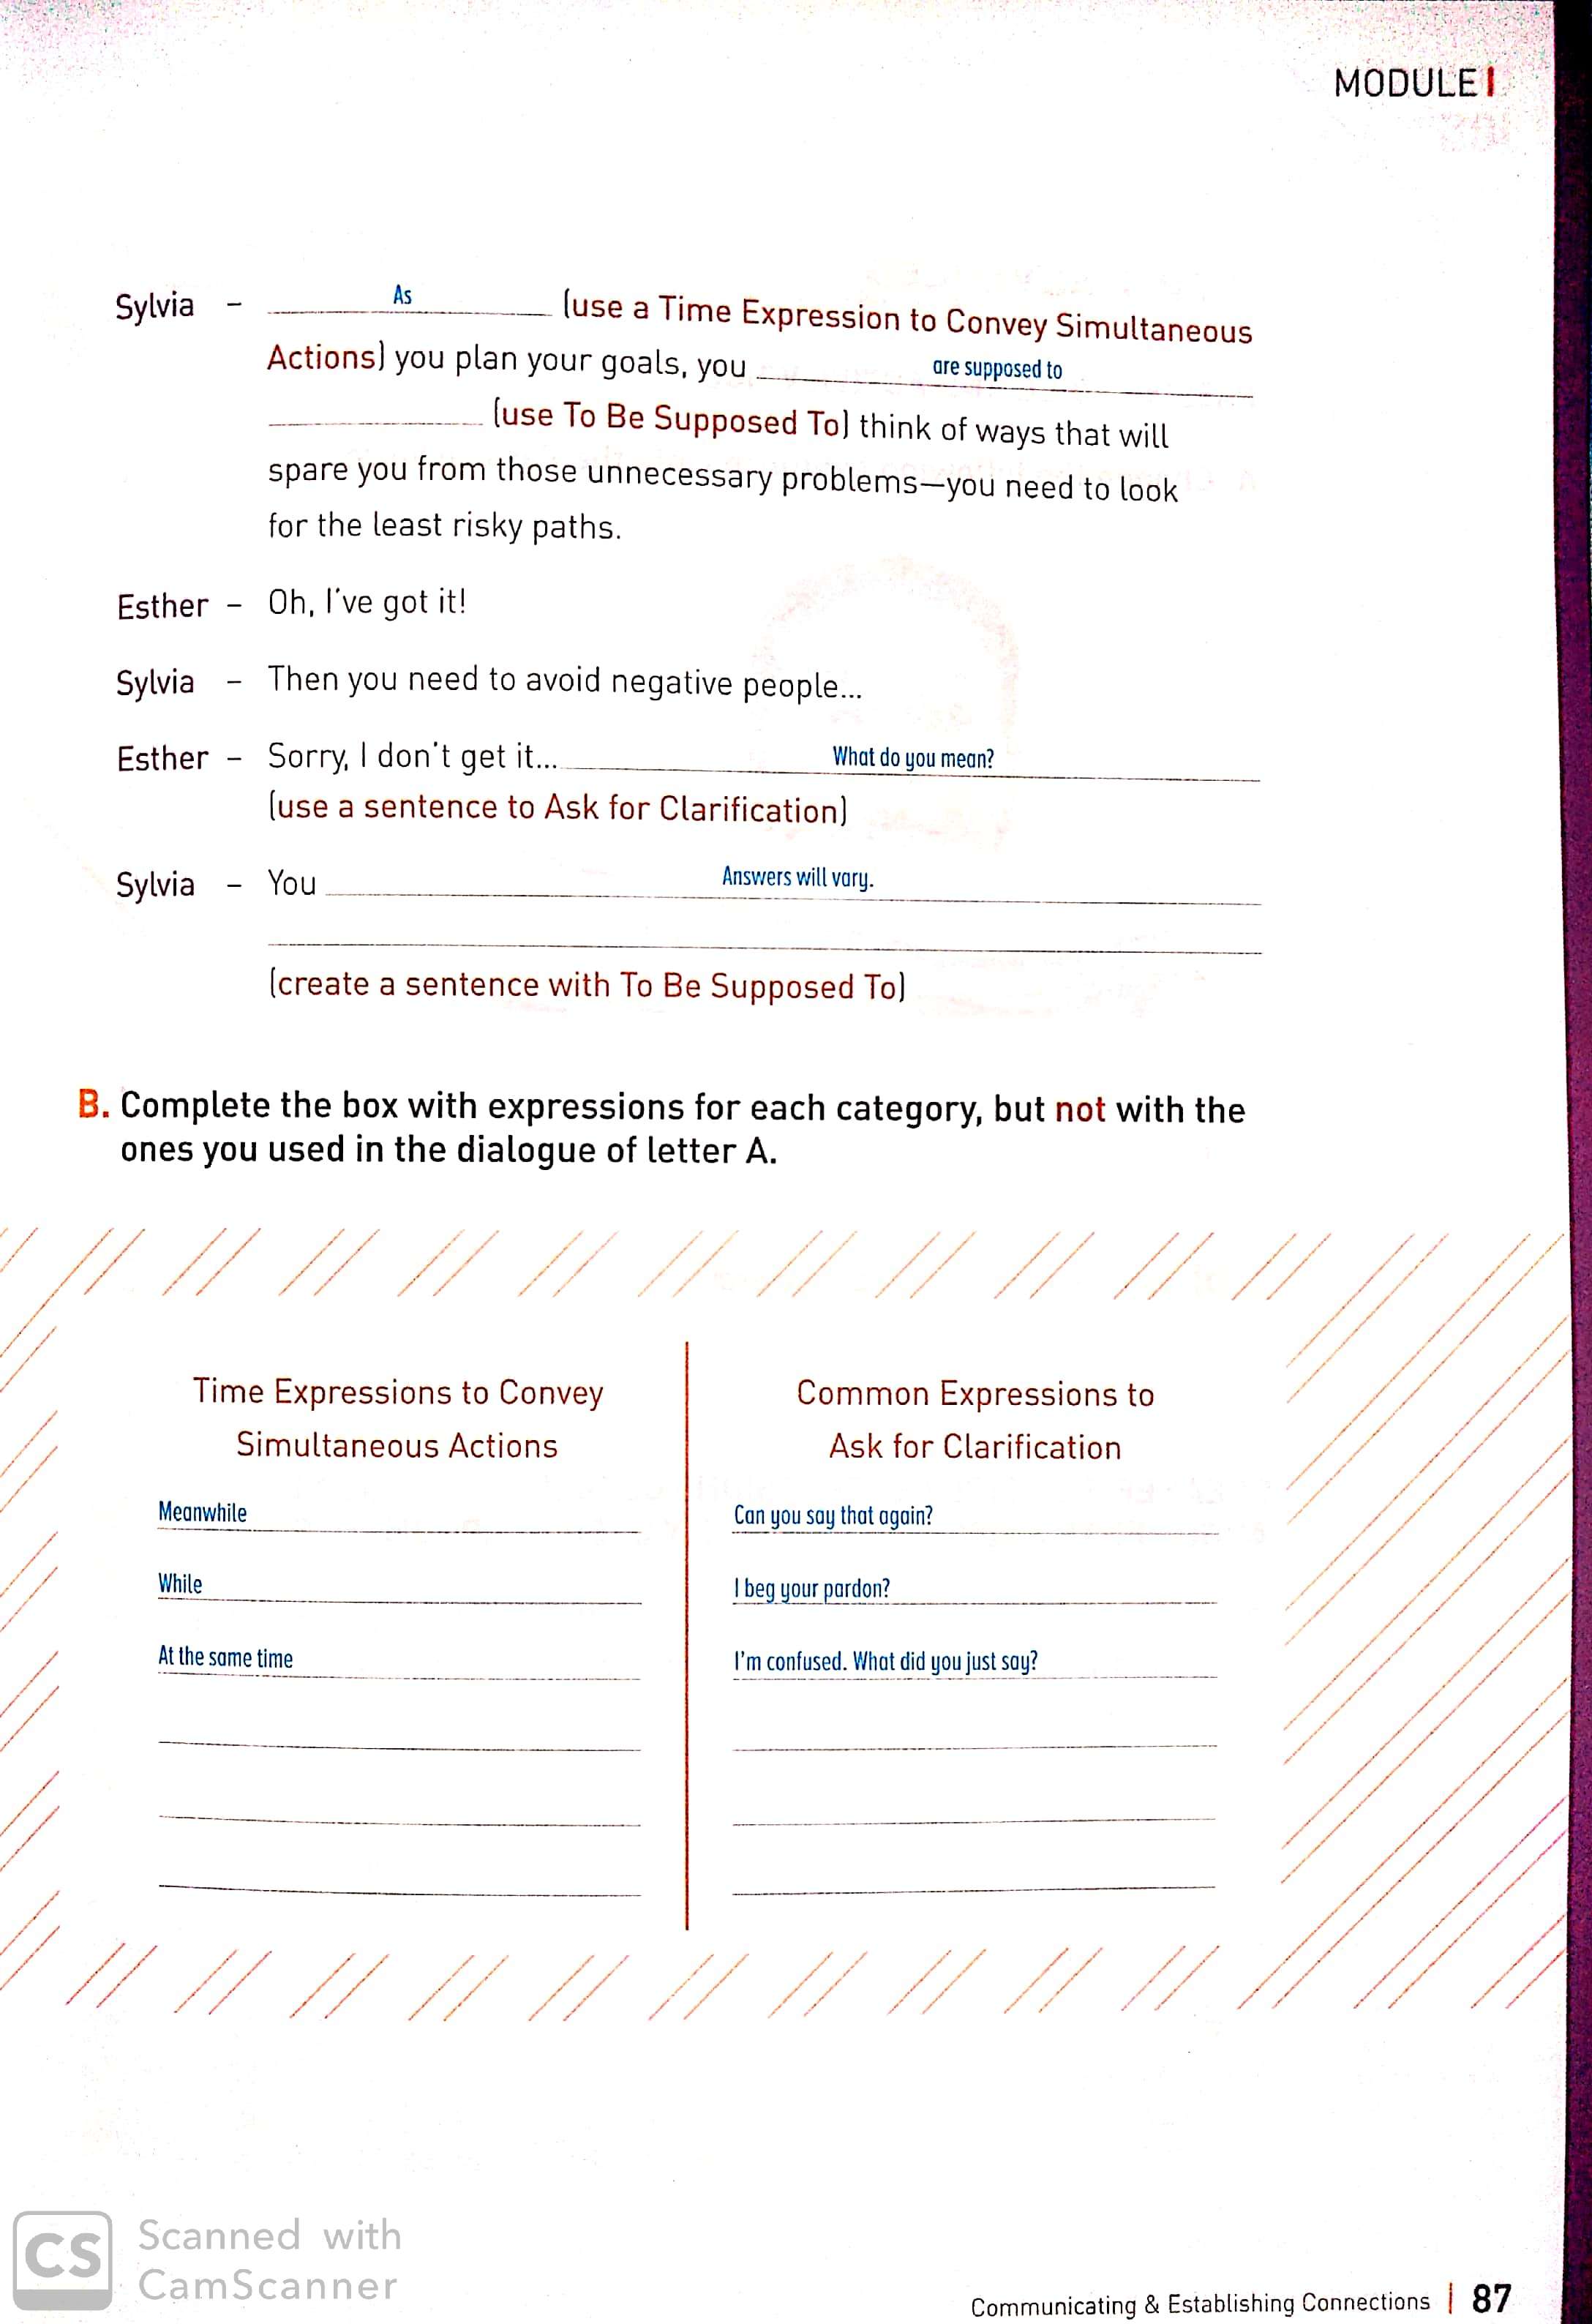 MODULE I
Sylvia - As (use a Time Expression to Convey Simultaneous
Actions) you plan your goals, you are supposed to
(use To Be Supposed To) think of ways that will
spare you from those unnecessary problems—you need to look
for the least risky paths.
Esther - Oh, I've got it!
Sylvia - Then you need to avoid negative people...
Esther - Sorry, I don't get it... What do you mean?
(use a sentence to Ask for Clarification)
Sylvia - You Answers will vary.
(create a sentence with To Be Supposed To)
B. Complete the box with expressions for each category, but not with the
ones you used in the dialogue of letter A.
Time Expressions to Convey
Simultaneous Actions
Meanwhile
While
At the same time
Common Expressions to
Ask for Clarification
Can you say that again?
I beg your pardon?
I'm confused. What did you just say?
CS
Scanned with
CamScanner
Communicating & Establishing Connections | 87